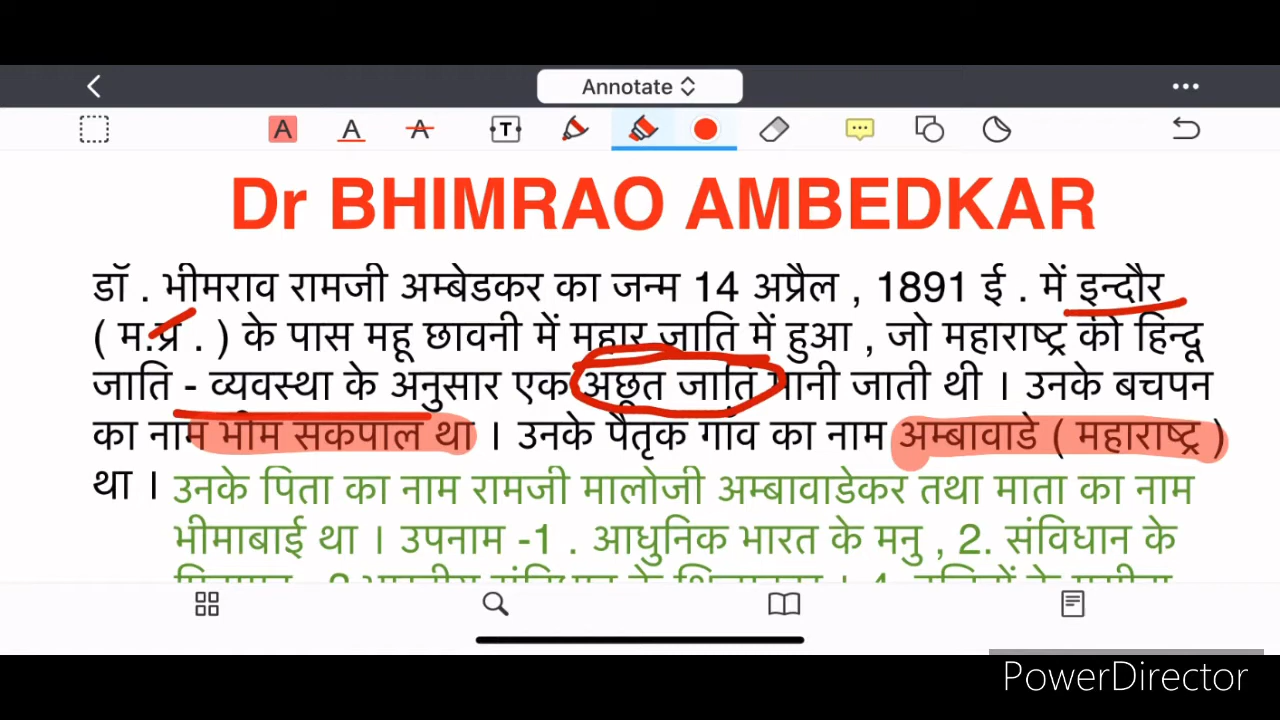 Annotate
A A A T
Dr BHIMRAO AMBEDKAR
डॉ . भीमराव रामजी अम्बेडकर का जन्म 14 अप्रैल , 1891 ई . में इन्दौर
( म.प्र . ) के पास महू छावनी में महार जाति में हुआ , जो महाराष्ट्र की हिन्दू
जाति - व्यवस्था के अनुसार एक अछूत जाति मानी जाती थी । उनके बचपन
का नाम भीम सकपाल था । उनके पैतृक गांव का नाम अम्बावाडे ( महाराष्ट्र )
था । उनके पिता का नाम रामजी मालोजी अम्बावाडेकर तथा माता का नाम
भीमाबाई था । उपनाम -1 . आधुनिक भारत के मनु , 2. संविधान के
PowerDirector